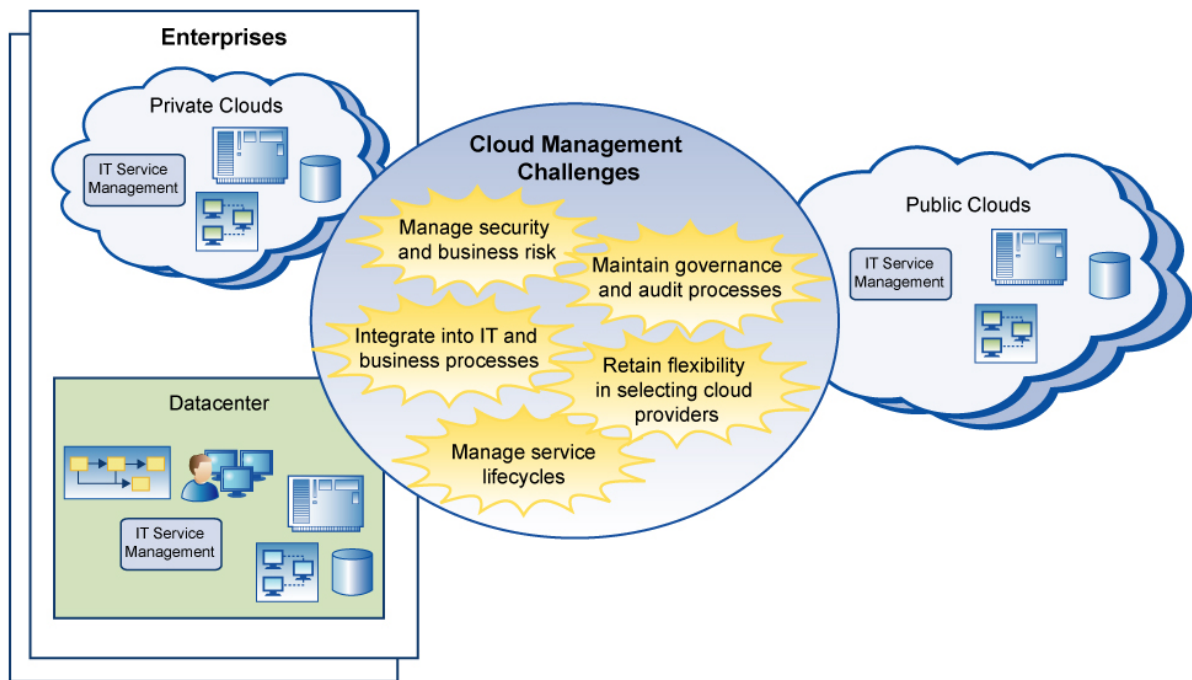 Enterprises
Private Clouds
IT Service
Management
Datacenter
IT Service
Management
Cloud Management
Challenges
Manage security
and business risk
Maintain governance
and audit processes
Integrate into IT and
business processes
Retain flexibility
in selecting cloud
providers
Manage service
lifecycles
Public Clouds
IT Service
Management